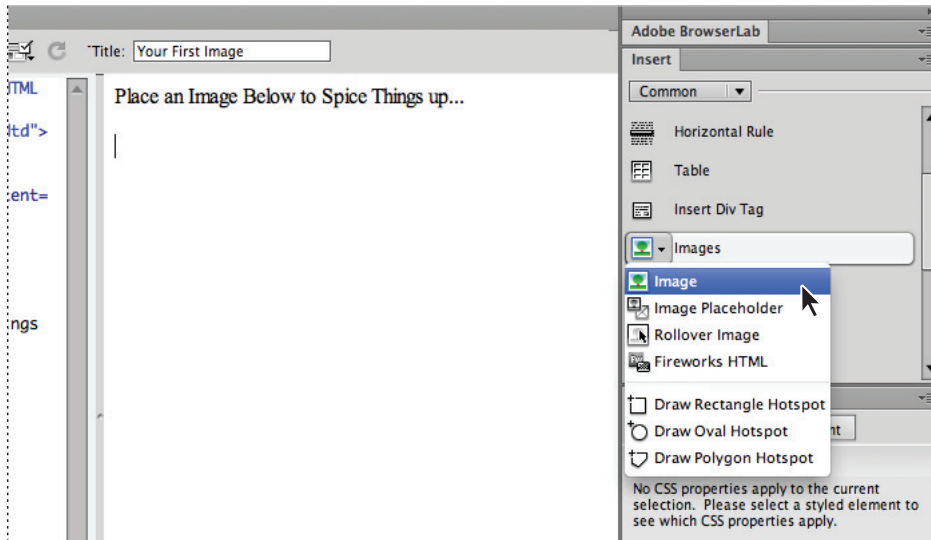 Title: Your First Image
TML
td">
ent=
ngs
Place an Image Below to Spice Things up...
Adobe BrowserLab
Insert
Common
Horizontal Rule
Table
Insert Div Tag
Images
Image
Image Placeholder
Rollover Image
Fireworks HTML
Draw Rectangle Hotspot
Draw Oval Hotspot
Draw Polygon Hotspot
nt
No CSS properties apply to the current
selection. Please select a styled element to
see which CSS properties apply.